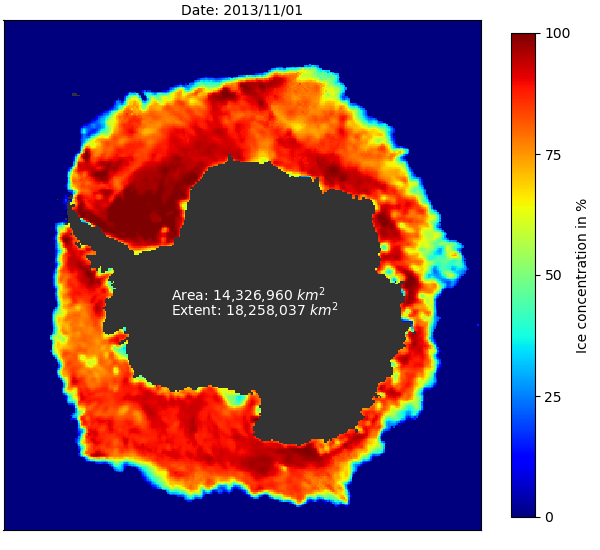 Date: 2013/11/01
100
75
50
25
0
Ice concentration in %
Area: 14,326,960 km²
Extent: 18,258,037 km²